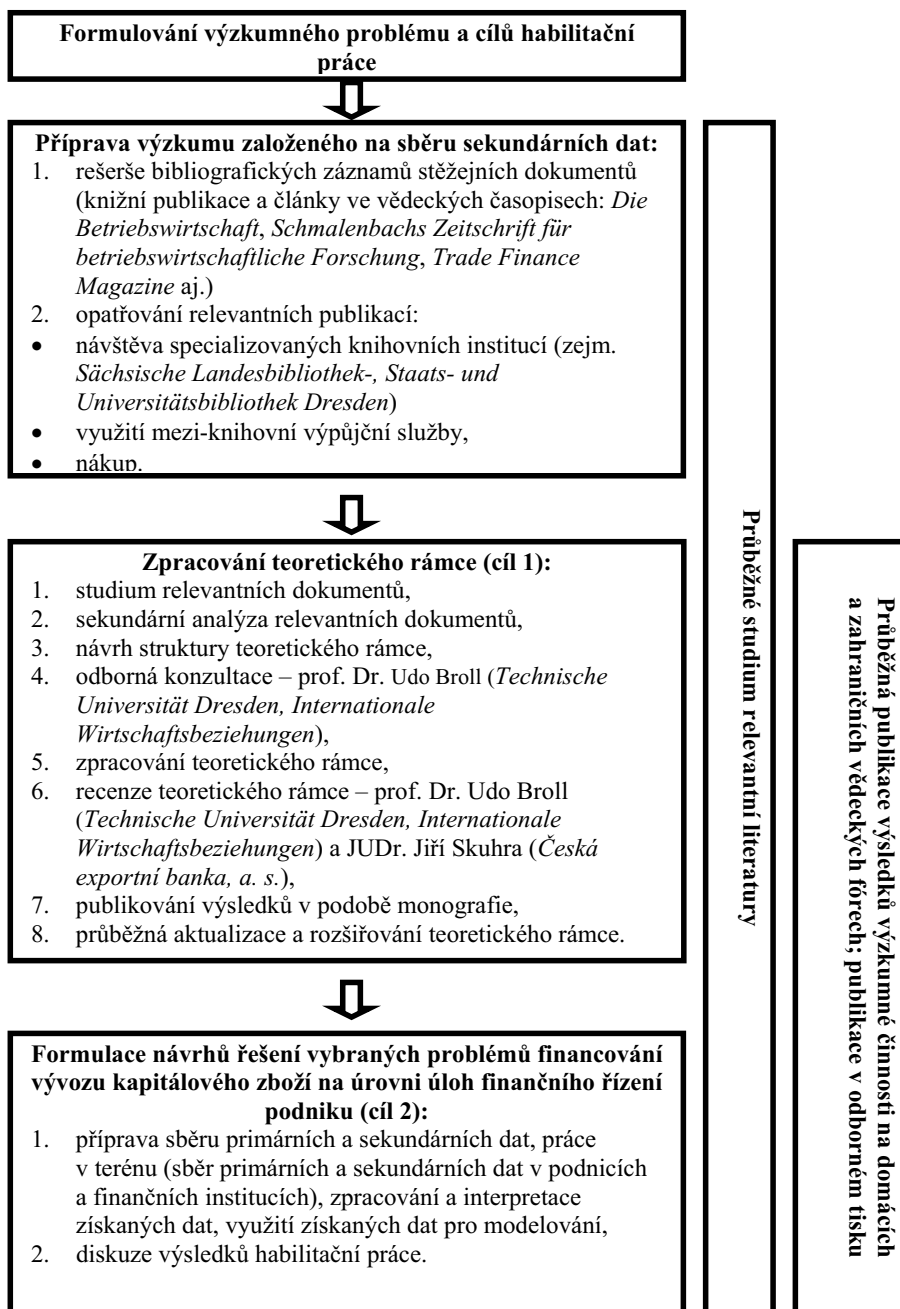 Formulování výzkumného problému a cílů habilitační
práce
Příprava výzkumu založeného na sběru sekundárních dat:
1. rešerše bibliografických záznamů stěžejních dokumentů
(knižní publikace a články ve vědeckých časopisech: Die
Betriebswirtschaft, Schmalenbachs Zeitschrift für
betriebswirtschaftliche Forschung, Trade Finance
Magazine aj.)
2. opatřování relevantních publikací:
• návštěva specializovaných knihovních institucí (zejm.
Sächsische Landesbibliothek-, Staats- und
Universitätsbibliothek Dresden)
• využití mezi-knihovní výpůjční služby,
• nákup.
Zpracování teoretického rámce (cíl 1):
1. studium relevantních dokumentů,
2. sekundární analýza relevantních dokumentů,
3. návrh struktury teoretického rámce,
4. odborná konzultace – prof. Dr. Udo Broll (Technische
Universität Dresden, Internationale
Wirtschaftsbeziehungen),
5. zpracování teoretického rámce,
6. recenze teoretického rámce – prof. Dr. Udo Broll
(Technische Universität Dresden, Internationale
Wirtschaftsbeziehungen) a JUDr. Jiří Skuhra (Česká
exportní banka, a. s.),
7. publikování výsledků v podobě monografie,
8. průběžná aktualizace a rozšiřování teoretického rámce.
Formulace návrhů řešení vybraných problémů financování
vývozu kapitálového zboží na úrovni úloh finančního řízení
podniku (cíl 2):
1. příprava sběru primárních a sekundárních dat, práce
v terénu (sběr primárních a sekundárních dat v podnicích
a finančních institucích), zpracování a interpretace
získaných dat, využití získaných dat pro modelování,
2. diskuze výsledků habilitační práce.
Průběžné studium relevantní literatury
Průběžná publikace výsledků výzkumné činnosti na domácích
a zahraničních vědeckých fórech; publikace v odborném tisku